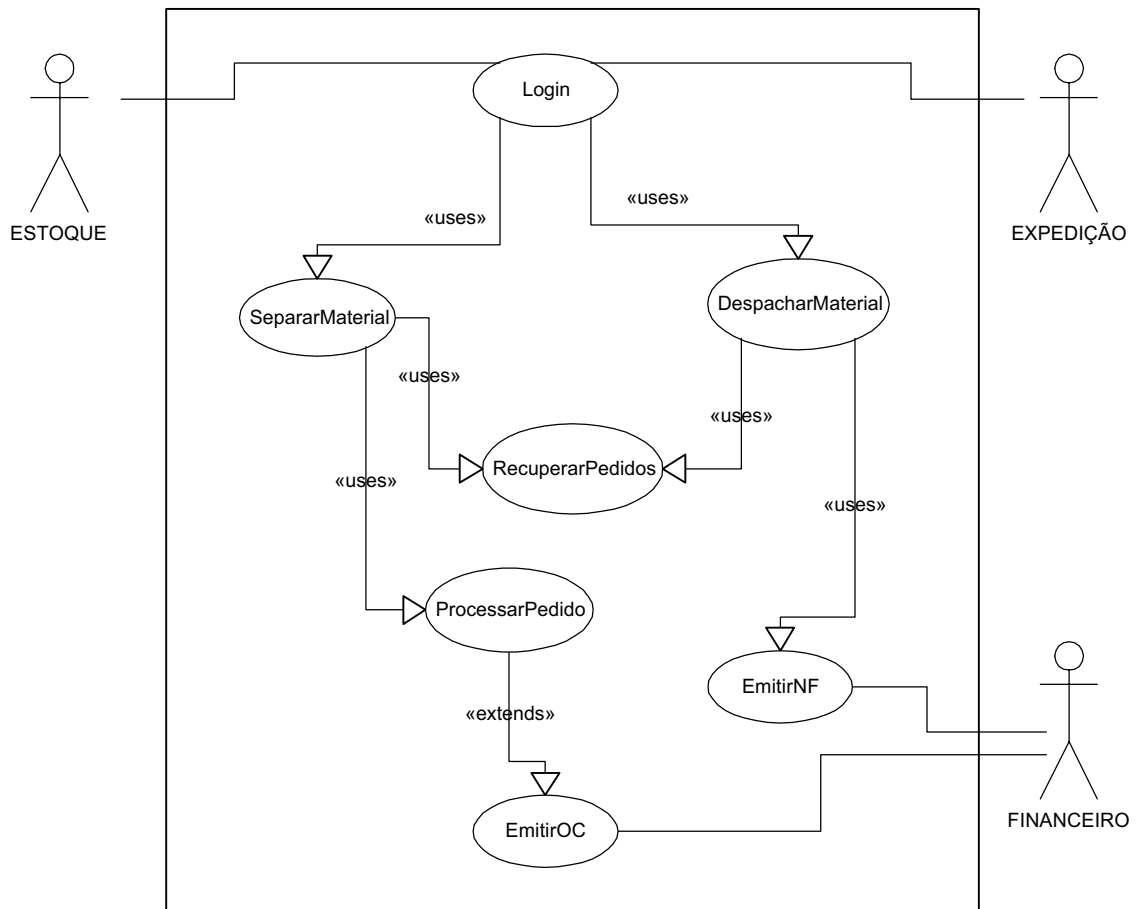 Login
ESTOQUE
EXPEDIÇÃO
«uses»
«uses»
SepararMaterial
DespacharMaterial
«uses»
«uses»
RecuperarPedidos
«uses»
«uses»
ProcessarPedido
EmitirNF
«extends»
EmitirOC
FINANCEIRO